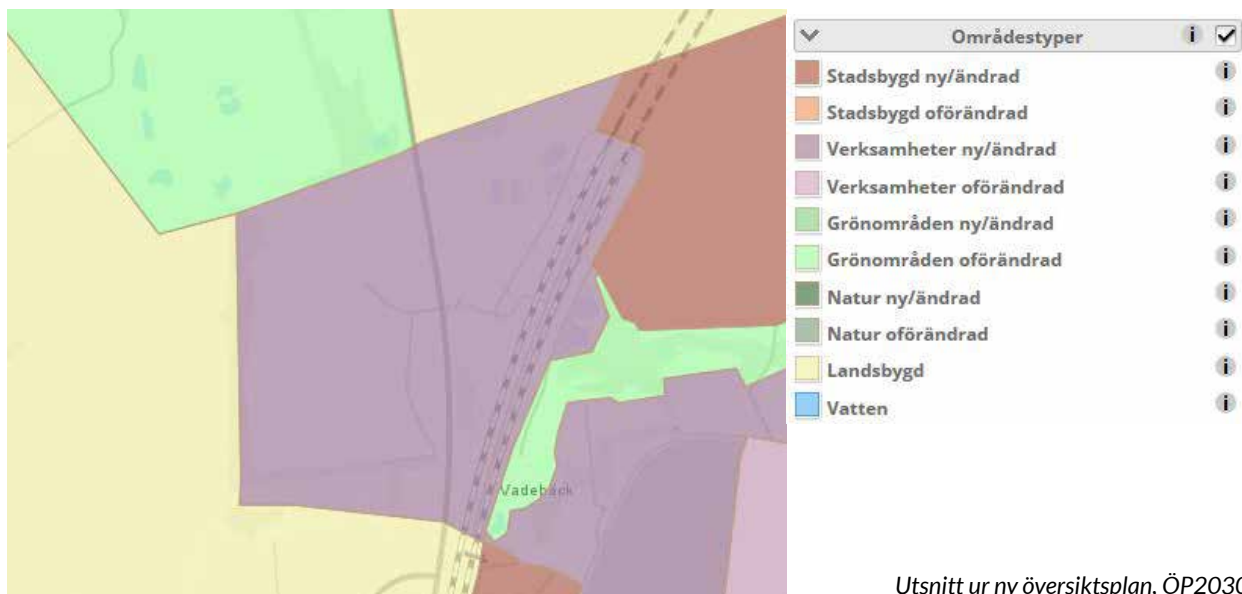 Områdestyper
Stadsbygd ny/ändrad
Stadsbygd oförändrad
Verksamheter ny/ändrad
Verksamheter oförändrad
Grönområden ny/ändrad
Grönområden oförändrad
Natur ny/ändrad
Natur oförändrad
Landsbygd
Vatten
Vadebäck
Utsnitt ur ny översiktsplan, ÖP2030